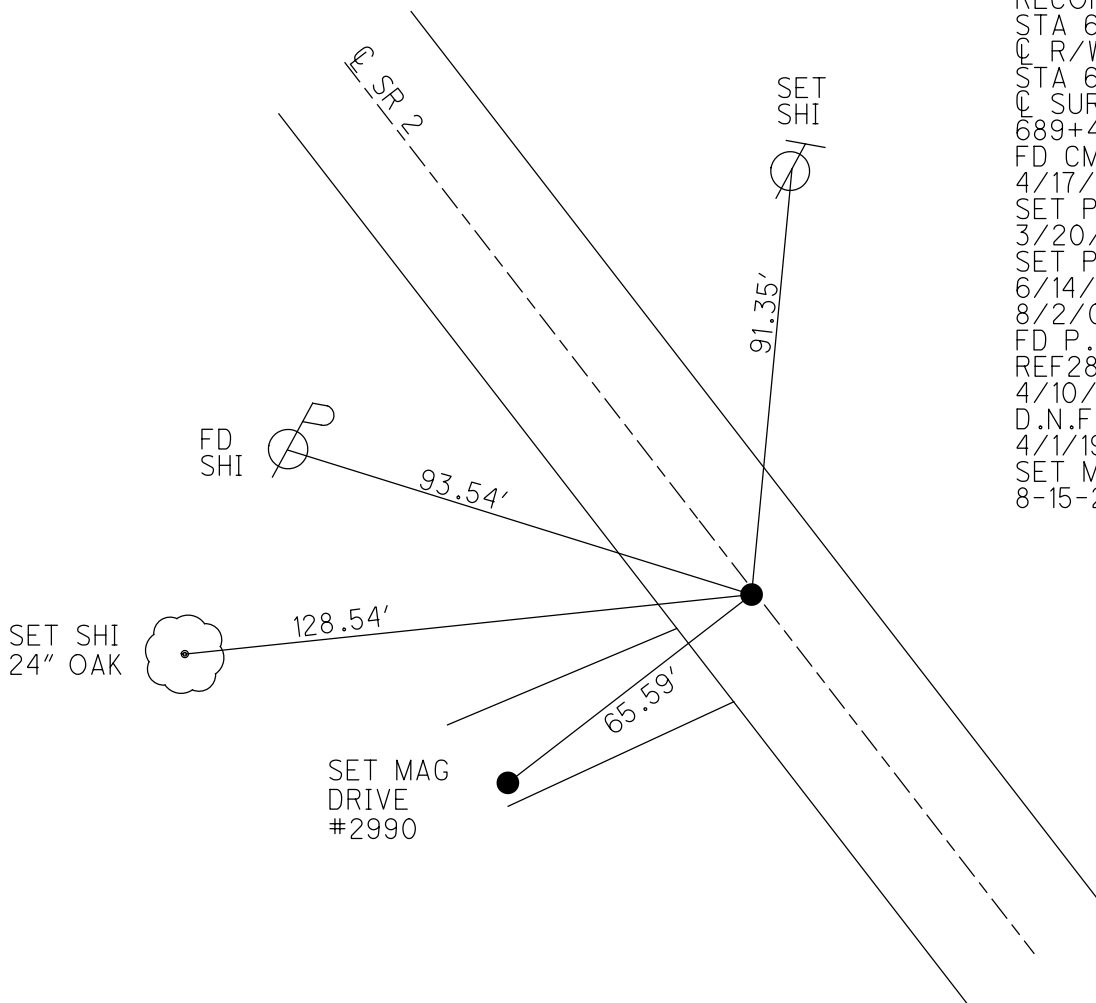 ℄ SR 2
SET
SHI
91.35'
FD
SHI
93.54'
SET SHI
24" OAK
128.54'
65.59'
SET MAG
DRIVE
#2990
STA 6
℄ R/W
STA 6
℄ SUR
689+4
FD CM
4/17/
SET P
3/20/
SET P
6/14/
8/2/0
FD P.
REF28
4/10/
D.N.F
4/1/19
SET M
8-15-2